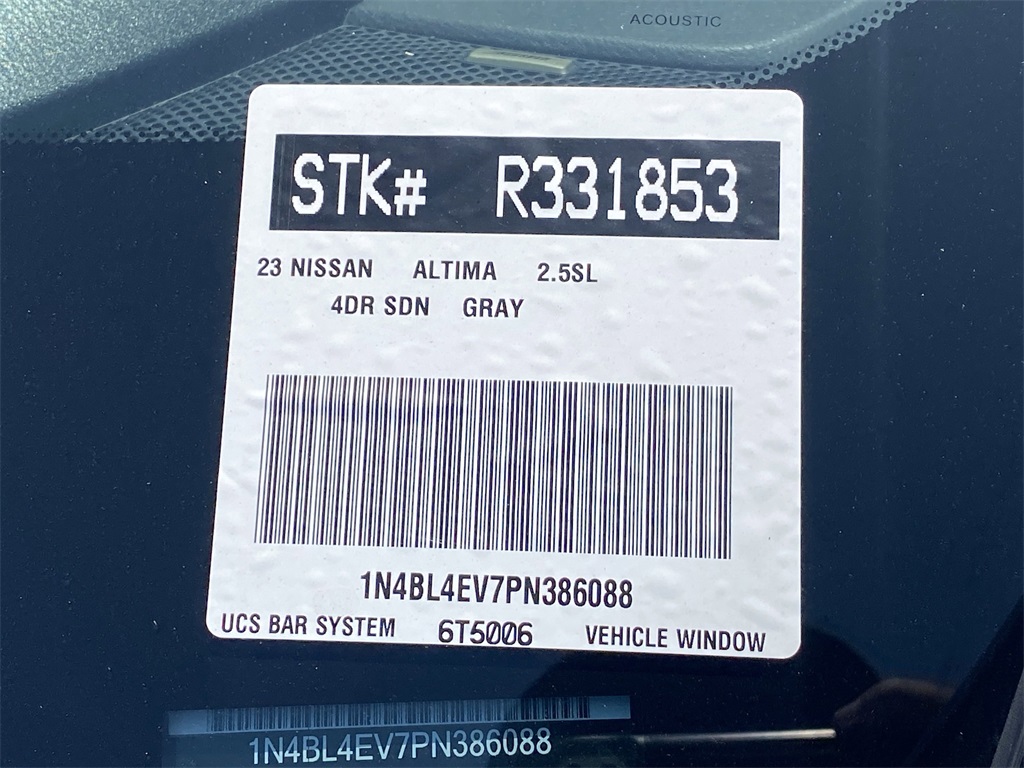 ACOUSTIC
STK# R331853
23 NISSAN ALTIMA 2.5SL
4DR SDN GRAY
1N4BL4EV7PN386088
UCS BAR SYSTEM 6T5006 VEHICLE WINDOW
1N4BL4EV7PN386088